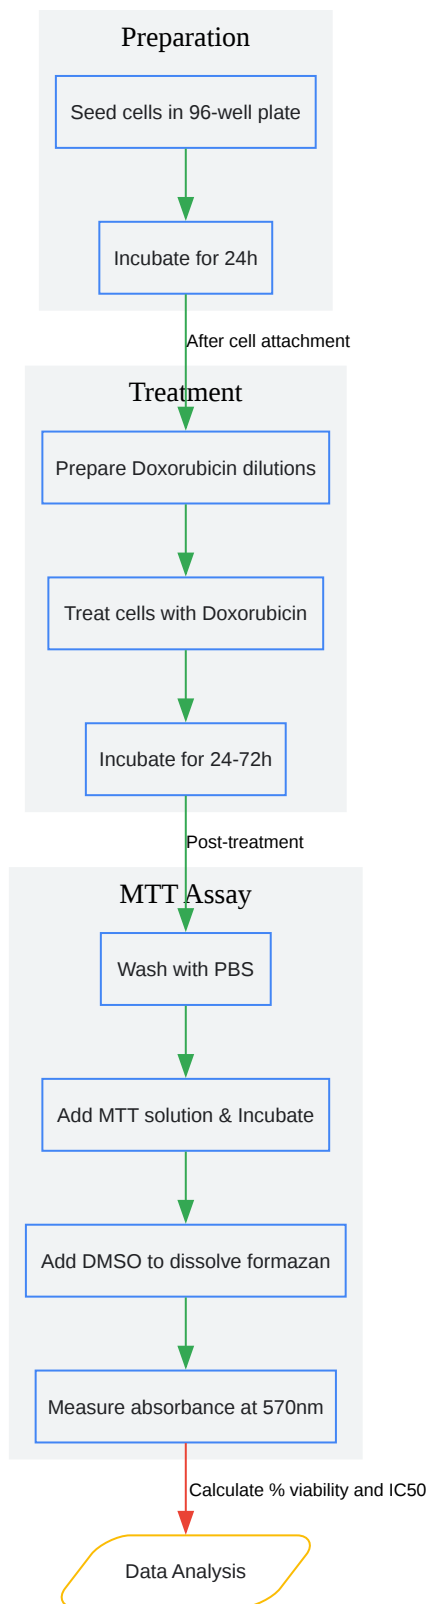 Preparation
Seed cells in 96-well plate
Incubate for 24h
After cell attachment
Treatment
Prepare Doxorubicin dilutions
Treat cells with Doxorubicin
Incubate for 24-72h
Post-treatment
MTT Assay
Wash with PBS
Add MTT solution & Incubate
Add DMSO to dissolve formazan
Measure absorbance at 570nm
Calculate % viability and IC50
Data Analysis